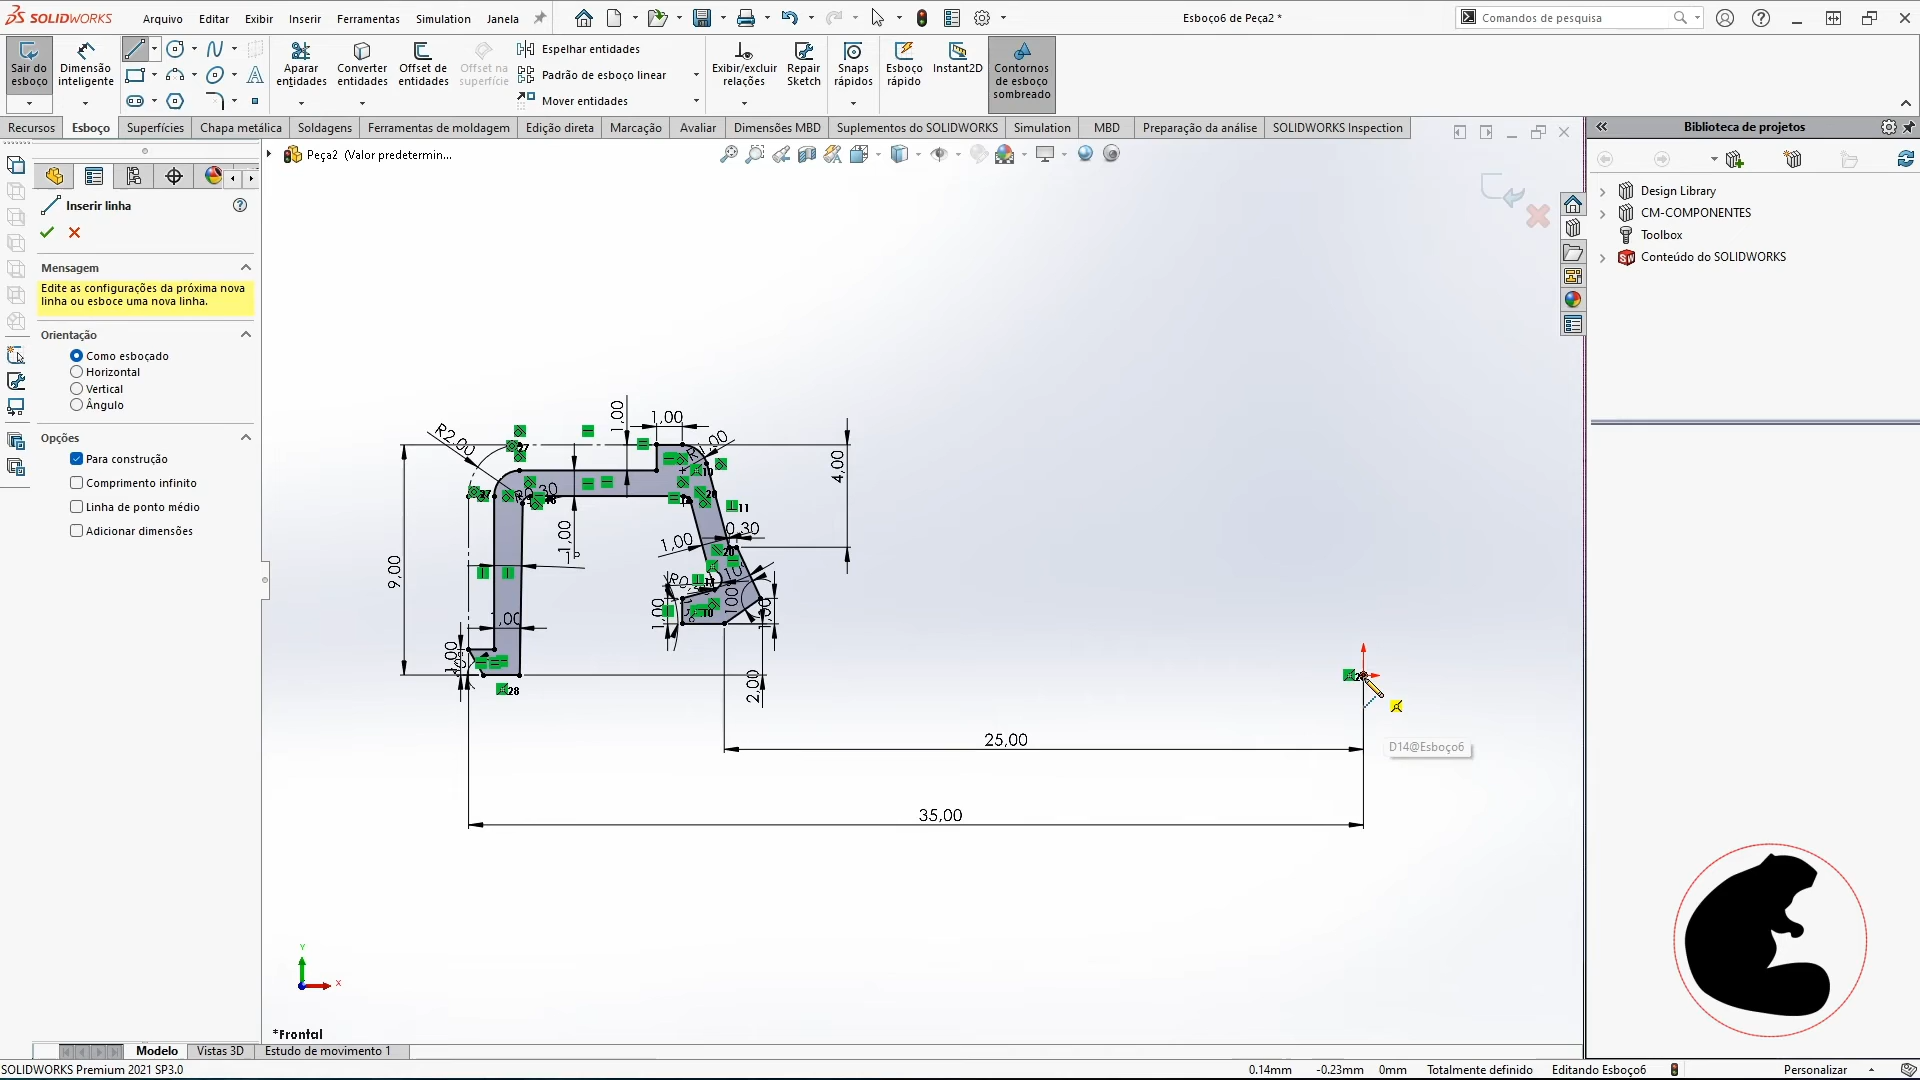 SOLIDWORKS
Arquivo Editar Exibir Inserir Ferramentas Simulation Janela
Esboço6 de Peça2 *
Comandos de pesquisa
Sair do esboço
Dimensão inteligente
Aparar entidades
Converter entidades
Offset de entidades
Offset na superfície
Espelhar entidades
Padrão de esboço linear
Mover entidades
Exibir/excluir relações
Repair Sketch
Snaps rápidos
Esboço rápido
Instant2D
Contornos de esboço sombreado
Recursos Esboço Superfícies Chapa metálica Soldagens Ferramentas de moldagem Edição direta Marcação Avaliar Dimensões MBD Suplementos do SOLIDWORKS Simulation MBD Preparação da análise SOLIDWORKS Inspection
Biblioteca de projetos
Peça2 (Valor predetermin...
Inserir linha
Mensagem
Edite as configurações da próxima nova
linha ou esboce uma nova linha.
Orientação
Como esboçado
Horizontal
Vertical
Ângulo
Opções
Para construção
Comprimento infinito
Linha de ponto médio
Adicionar dimensões
Design Library
CM-COMPONENTES
Toolbox
Conteúdo do SOLIDWORKS
R2,00
1,00
1,00
4,00
9,00
1,00
1,00
0,30
1,00
1,00
1,00
2,00
28
25,00
D14@Esboço6
35,00
Y
X
*Frontal
Modelo Vistas 3D Estudo de movimento 1
SOLIDWORKS Premium 2021 SP3.0
0.14mm -0.23mm 0mm Totalmente definido Editando Esboço6
Personalizar